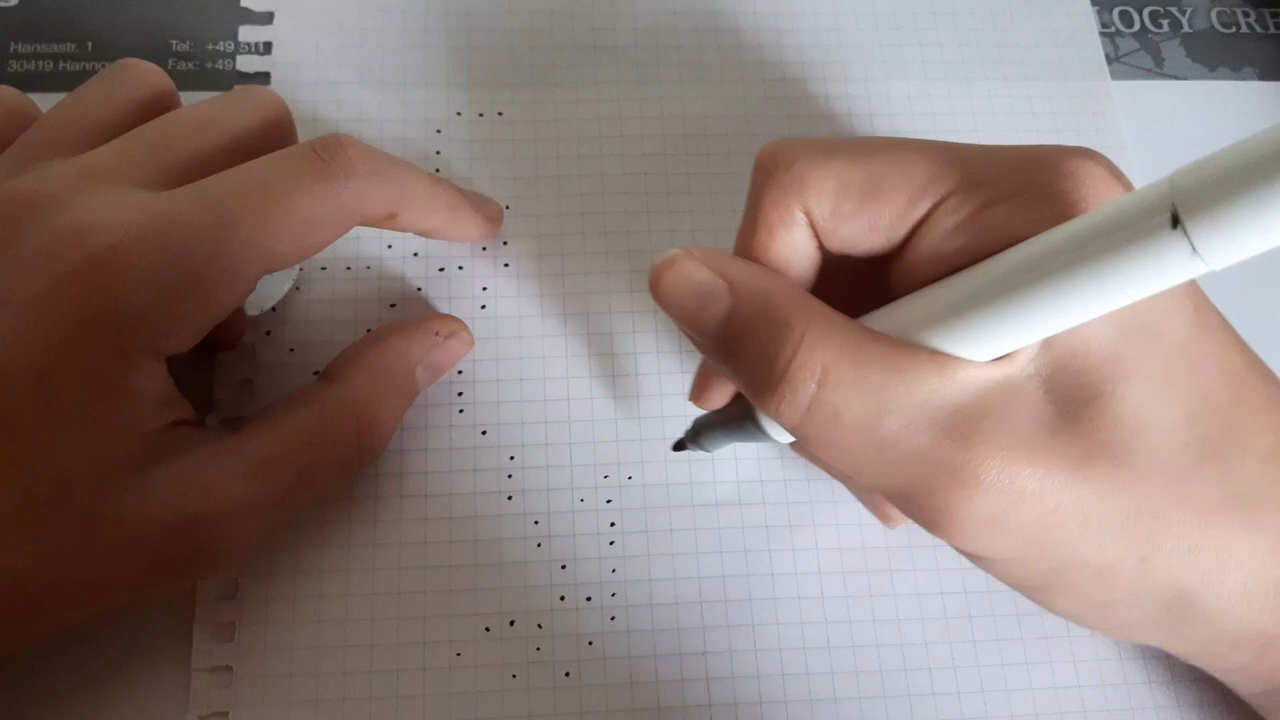 Hansastr. 1
30419 Hanno
Tel: +49 511
Fax: +49
LOGY CRE